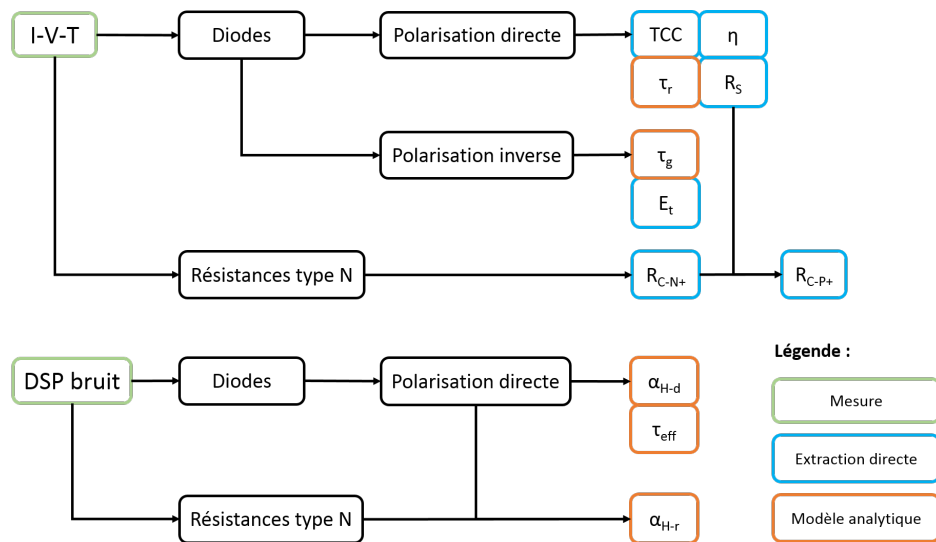 I-V-T
Diodes
Polarisation directe
TCC
η
τr
RS
Polarisation inverse
τg
Et
Résistances type N
RC-N+
RC-P+
DSP bruit
Diodes
Polarisation directe
αH-d
τeff
Résistances type N
αH-r
Légende :
Mesure
Extraction directe
Modèle analytique